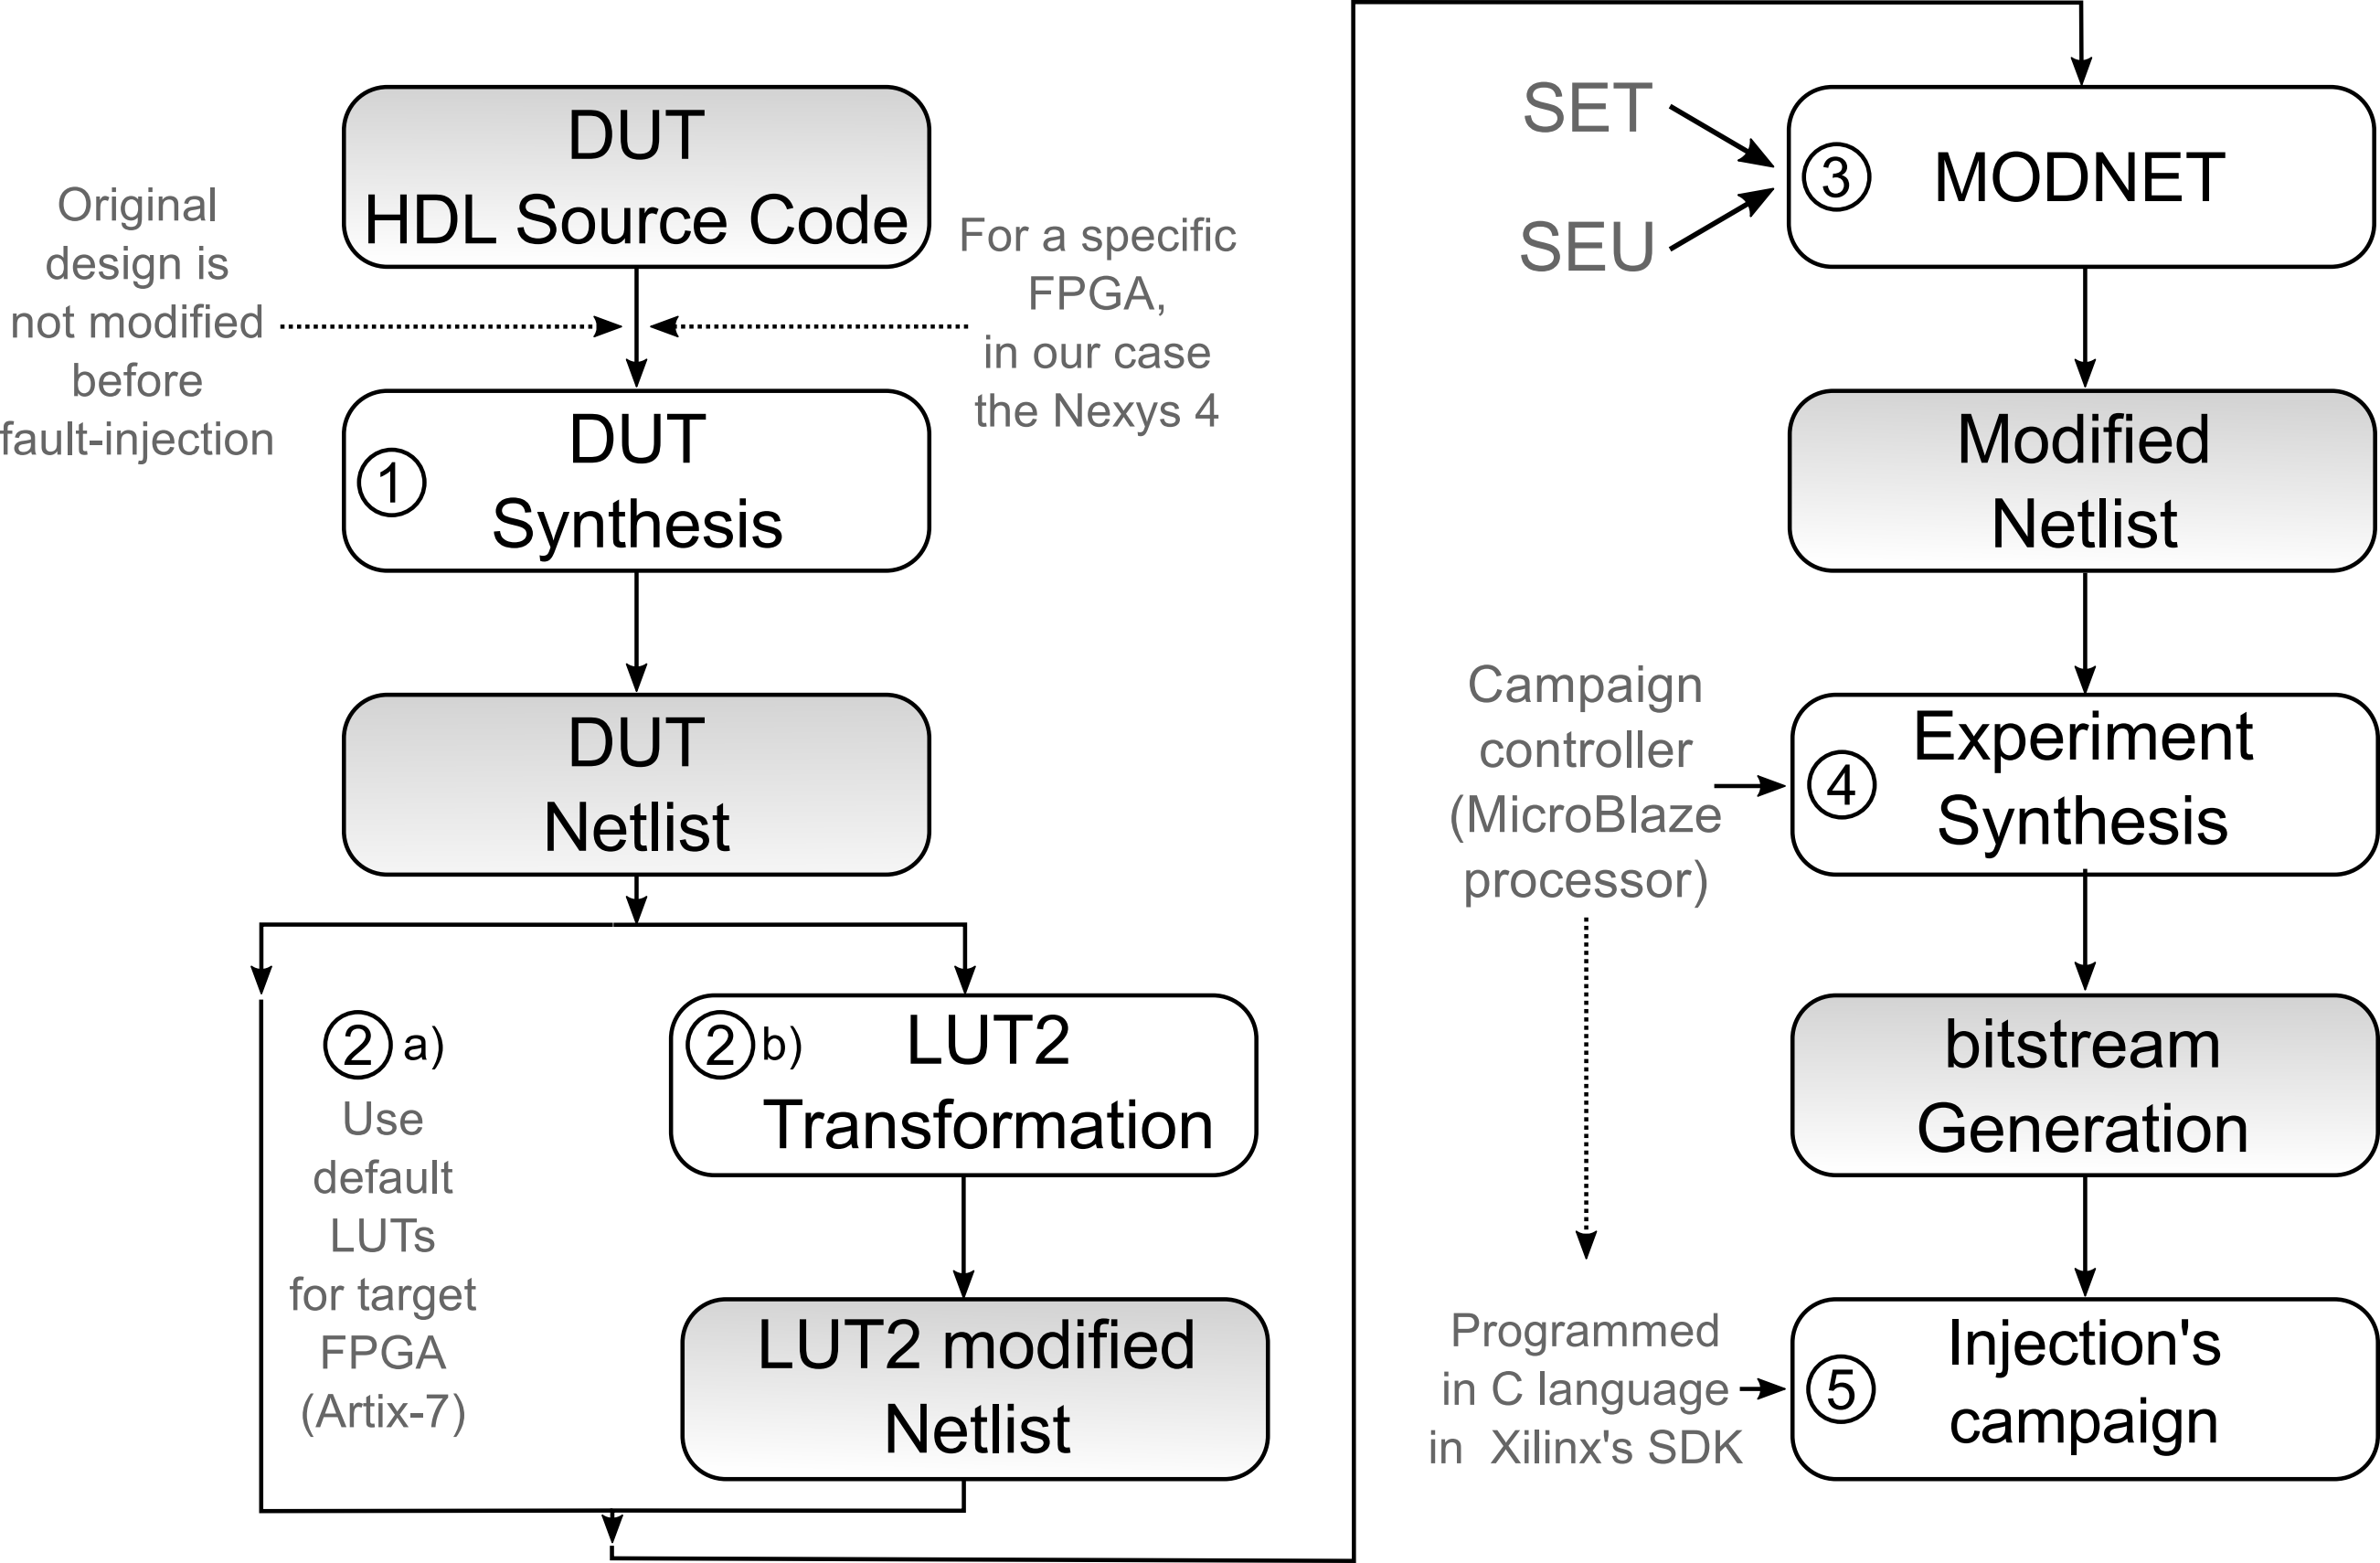 DUT
HDL Source Code
Original
design is
not modified
before
fault-injection
For a specific
FPGA,
in our case
the Nexys 4
1
DUT
Synthesis
DUT
Netlist
2 a)
Use
default
LUTs
for target
FPGA
(Artix-7)
2 b)
LUT2
Transformation
LUT2 modified
Netlist
SET
SEU
3
MODNET
Modified
Netlist
Campaign
controller
(MicroBlaze
processor)
4
Experiment
Synthesis
bitstream
Generation
Programmed
in C language
in Xilinx's SDK
5
Injection's
campaign